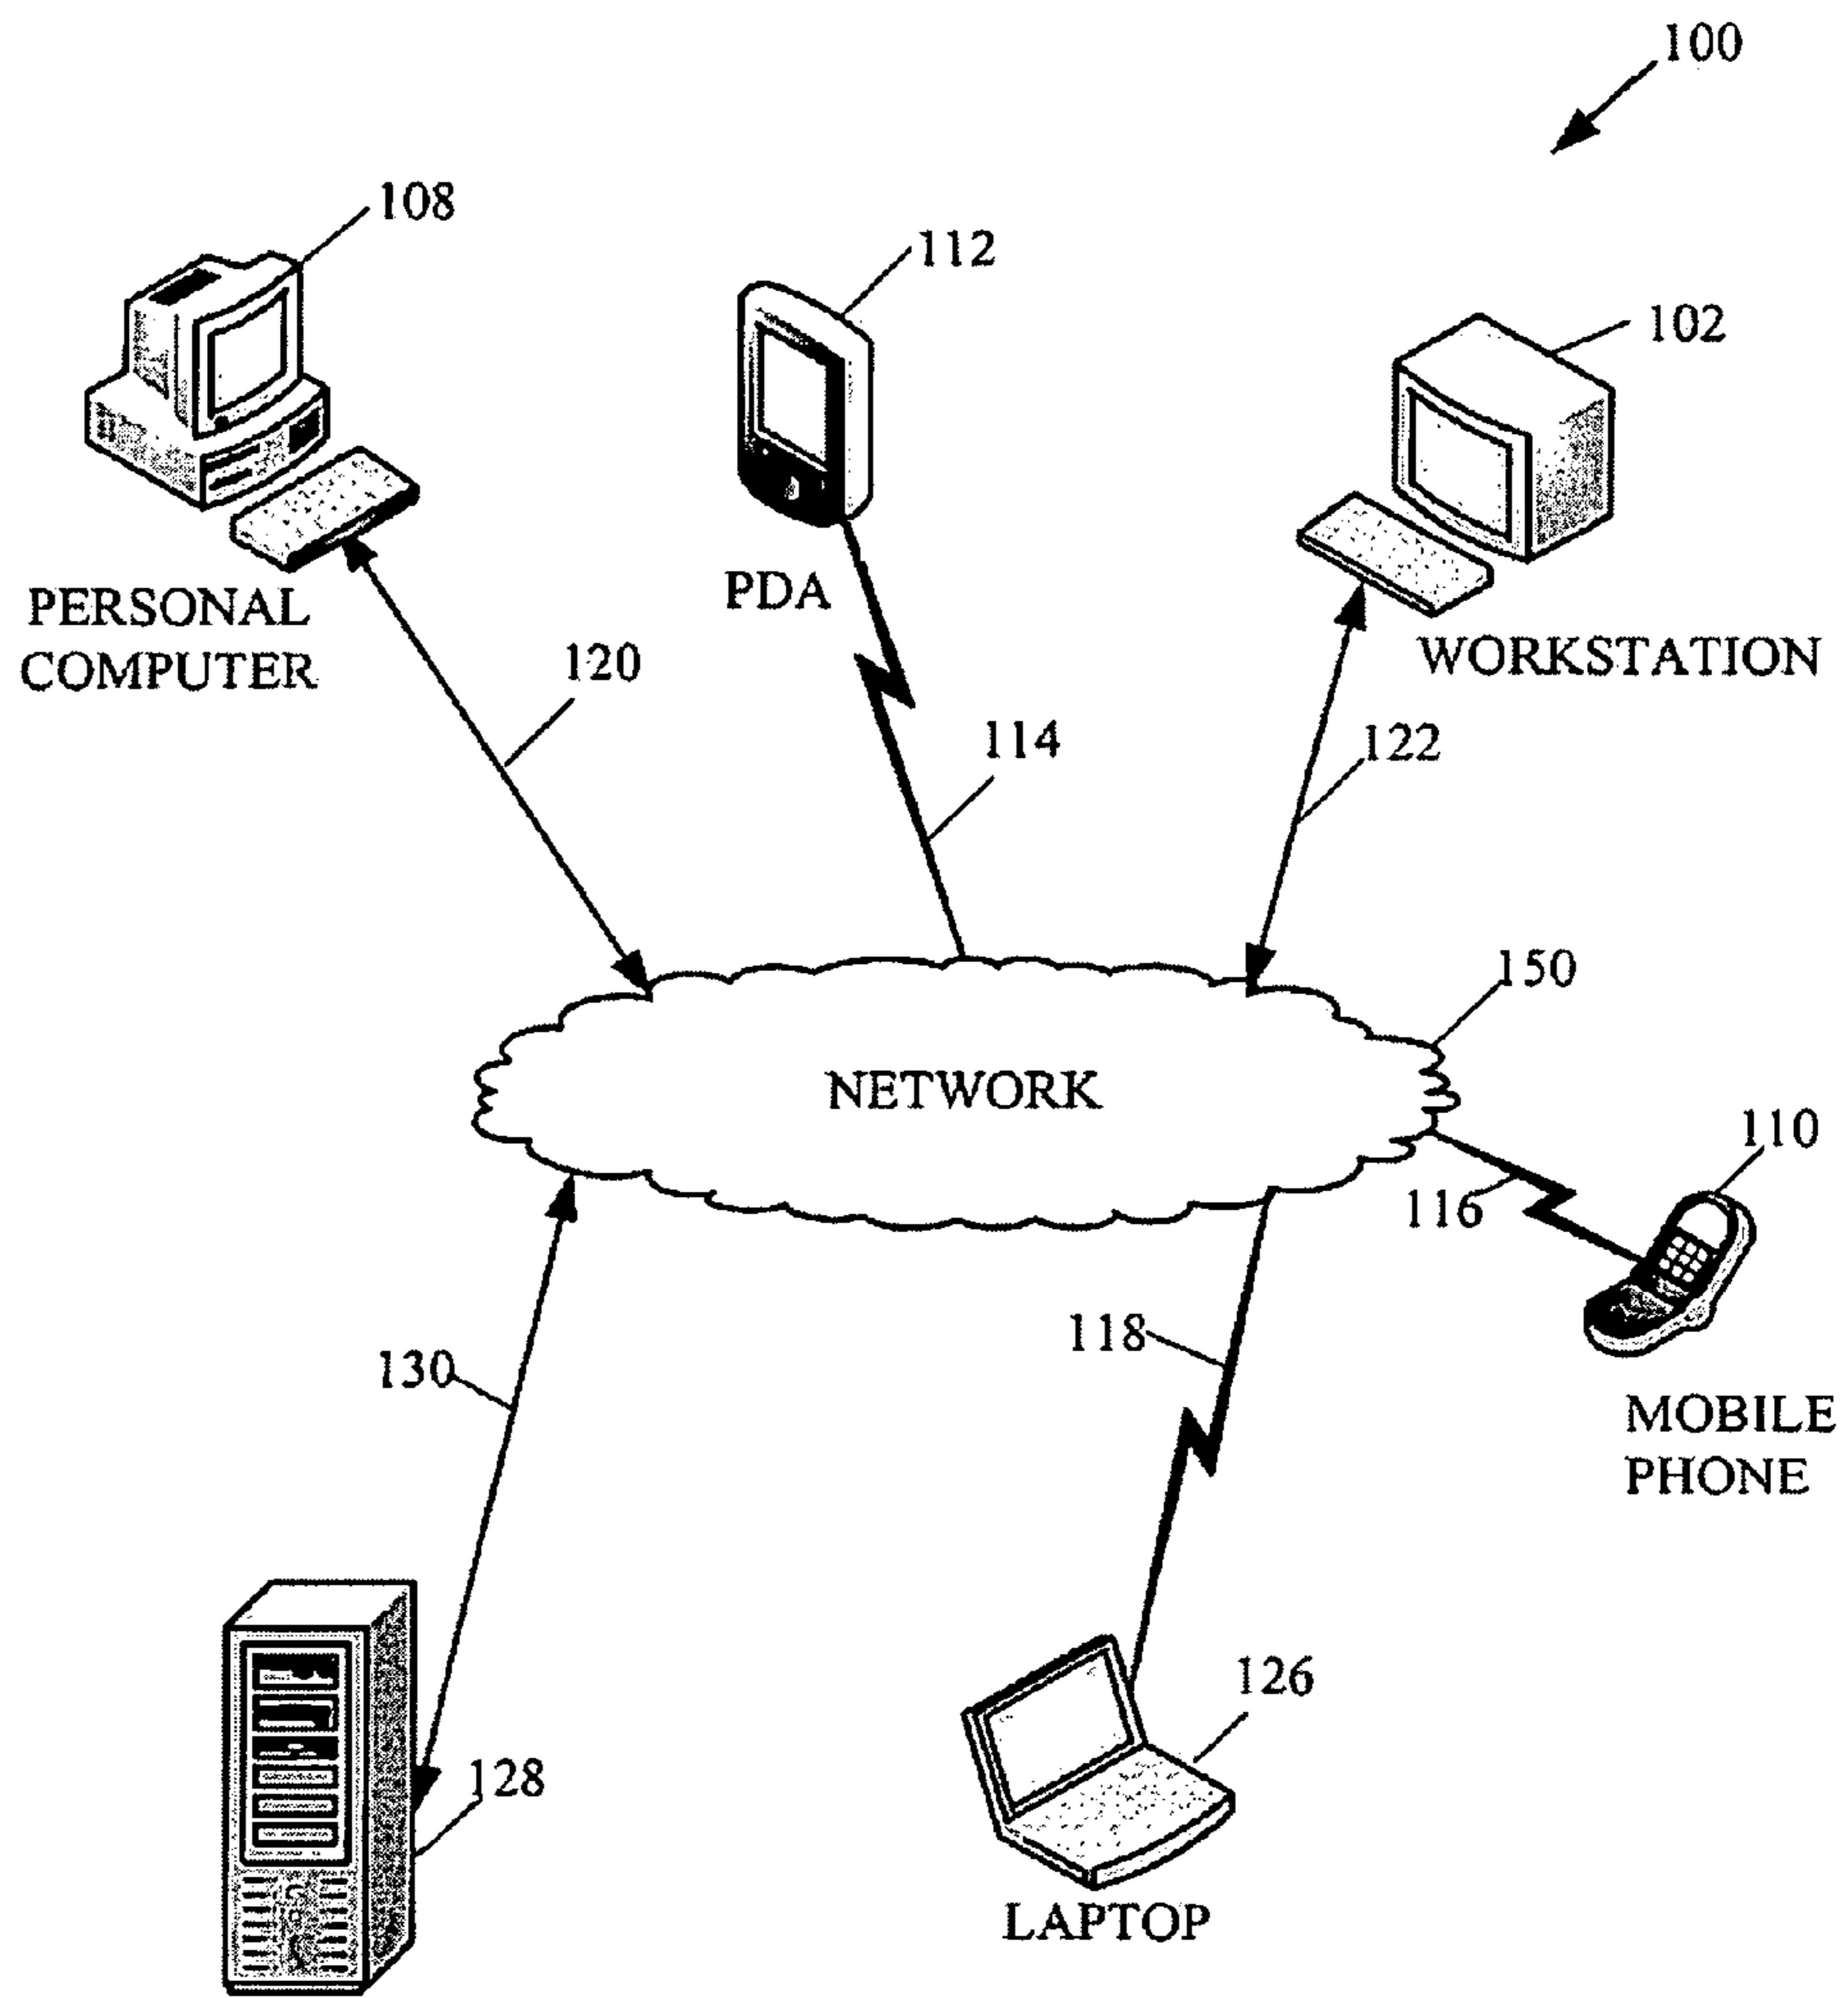 100
108
112
102
PERSONAL
COMPUTER
PDA
WORKSTATION
120
114
122
150
NETWORK
110
116
118
130
MOBILE
PHONE
126
128
LAPTOP